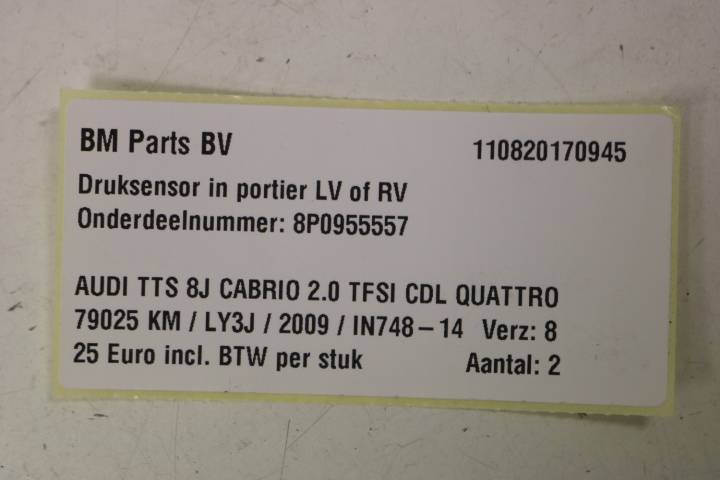 BM Parts BV 110820170945
Druksensor in portier LV of RV
Onderdeelnummer: 8P0955557
AUDI TTS 8J CABRIO 2.0 TFSI CDL QUATTRO
79025 KM / LY3J / 2009 / IN748-14 Verz: 8
25 Euro incl. BTW per stuk Aantal: 2